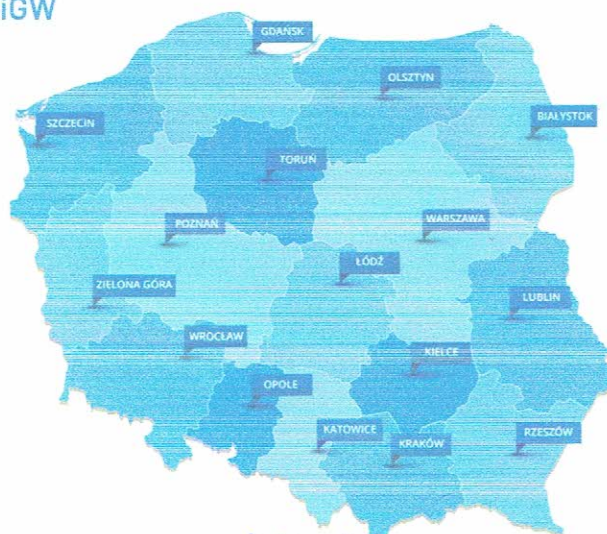 iGW
GDAŃSK
OLSZTYN
SZCZECIN
BIAŁYSTOK
TORUŃ
POZNAŃ
WARSZAWA
ŁÓDŹ
ZIELONA GÓRA
LUBLIN
WROCŁAW
KIELCE
OPOLE
KATOWICE
KRAKÓW
RZESZÓW